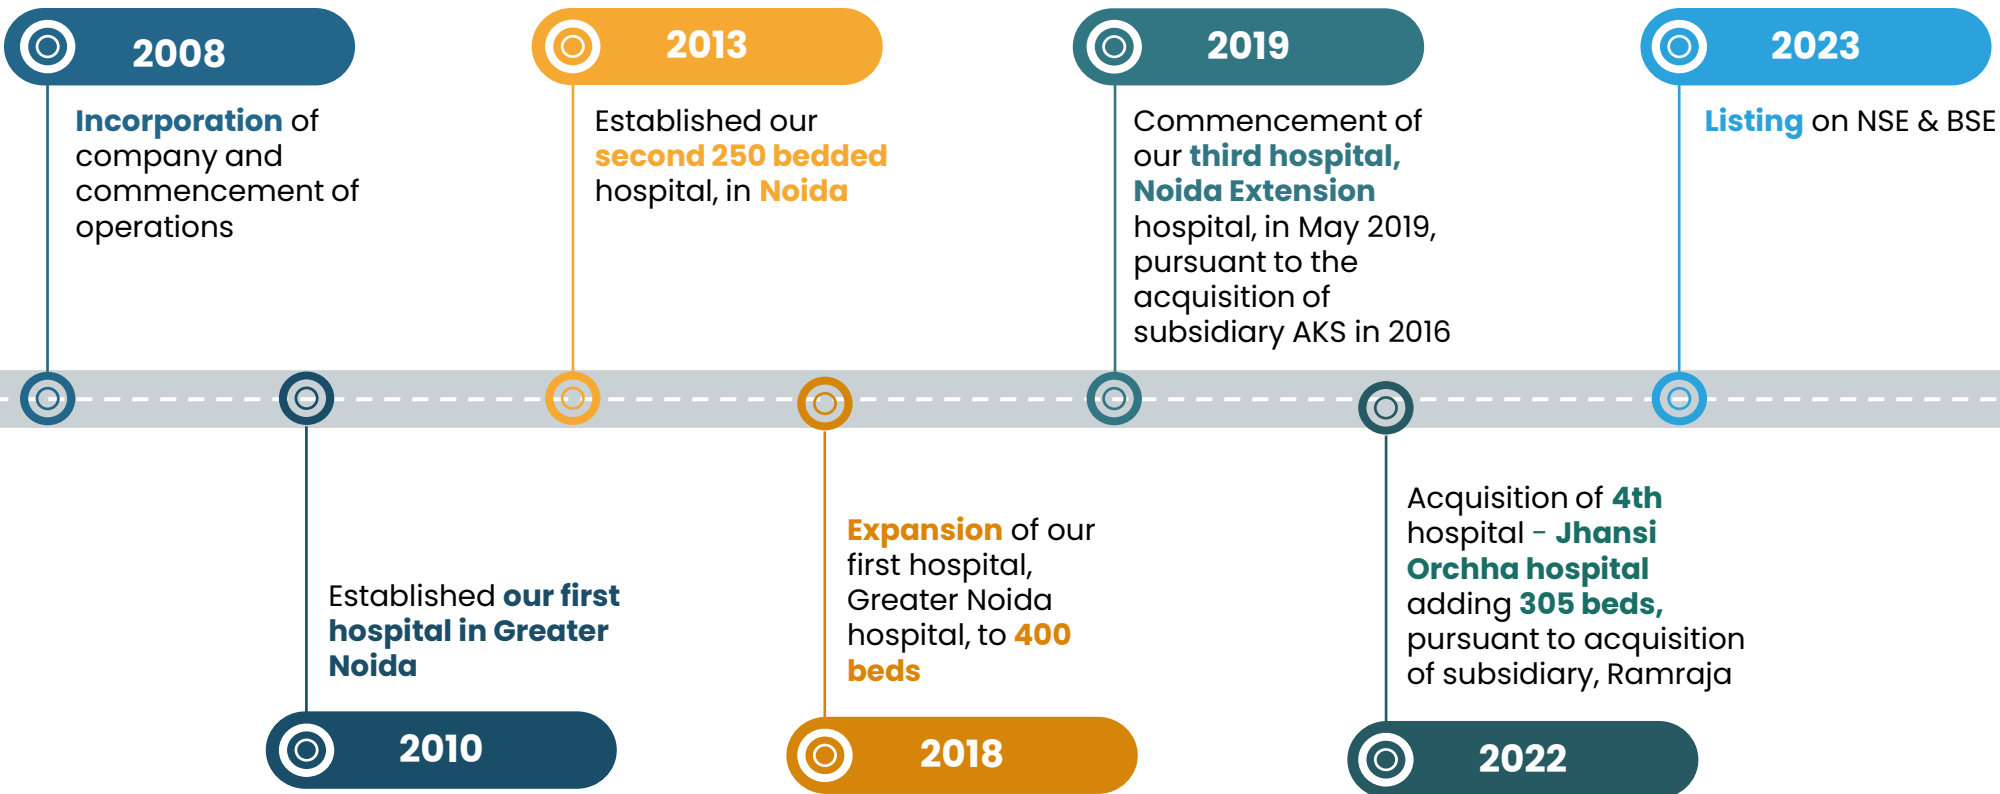 2008
Incorporation of
company and
commencement of
operations
2010
Established our first
hospital in Greater
Noida
2013
Established our
second 250 bedded
hospital, in Noida
2018
Expansion of our
first hospital,
Greater Noida
hospital, to 400
beds
2019
Commencement of
our third hospital,
Noida Extension
hospital, in May 2019,
pursuant to the
acquisition of
subsidiary AKS in 2016
2022
Acquisition of 4th
hospital - Jhansi
Orchha hospital
adding 305 beds,
pursuant to acquisition
of subsidiary, Ramraja
2023
Listing on NSE & BSE